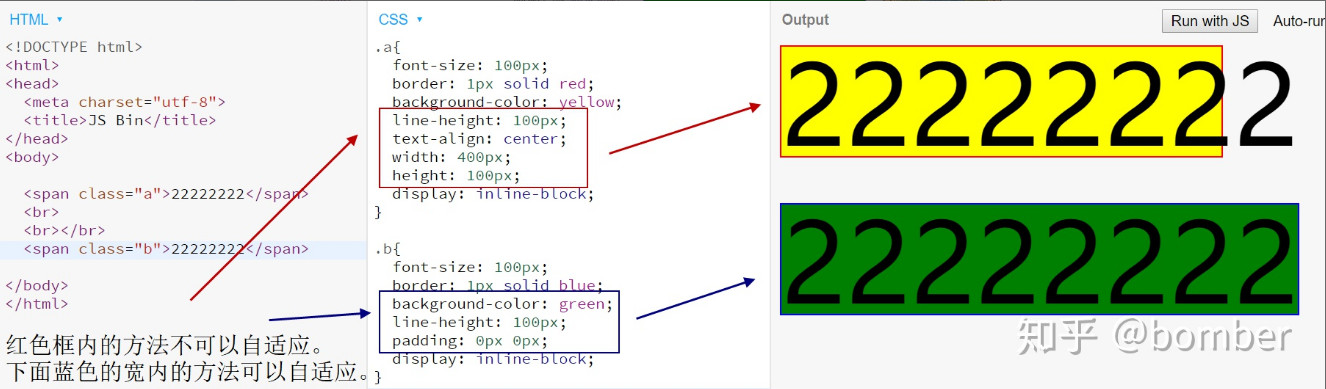 HTML
<!DOCTYPE html>
<html>
<head>
<meta charset="utf-8">
<title>JS Bin</title>
</head>
<body>
<span class="a">22222222</span>
<br>
<br></br>
<span class="b">22222222</span>
</body>
</html>
红色框内的方法不可以自适应。
下面蓝色的宽内的方法可以自适应。
CSS
.a{
font-size: 100px;
border: 1px solid red;
background-color: yellow;
line-height: 100px;
text-align: center;
width: 400px;
height: 100px;
display: inline-block;
}
.b{
font-size: 100px;
border: 1px solid blue;
background-color: green;
line-height: 100px;
padding: 0px 0px;
display: inline-block;
}
Output
Run with JS
Auto-run
22222222
22222222
知乎 @bomber